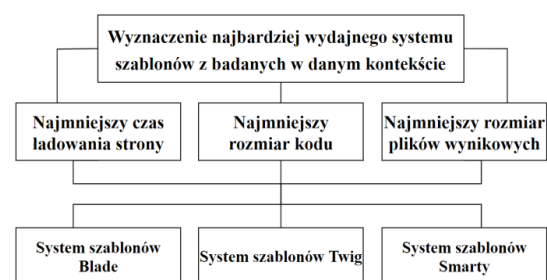 Wyznaczenie najbardziej wydajnego systemu
szablonów z badanych w danym kontekście
Najmniejszy czas
ładowania strony
Najmniejszy
rozmiar kodu
Najmniejszy rozmiar
plików wynikowych
System szablonów
Blade
System szablonów Twig
System szablonów
Smarty